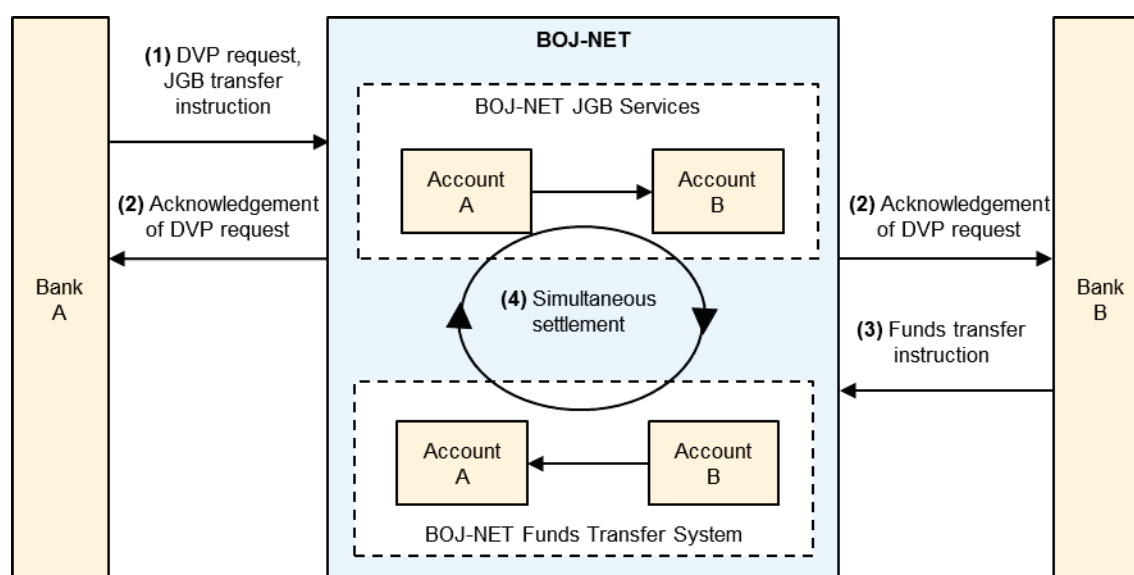 BOJ-NET
(1) DVP request,
JGB transfer
instruction
BOJ-NET JGB Services
Account
A
Account
B
(2) Acknowledgement
of DVP request
(2) Acknowledgement
of DVP request
Bank
A
(4) Simultaneous
settlement
Bank
B
(3) Funds transfer
instruction
Account
A
Account
B
BOJ-NET Funds Transfer System